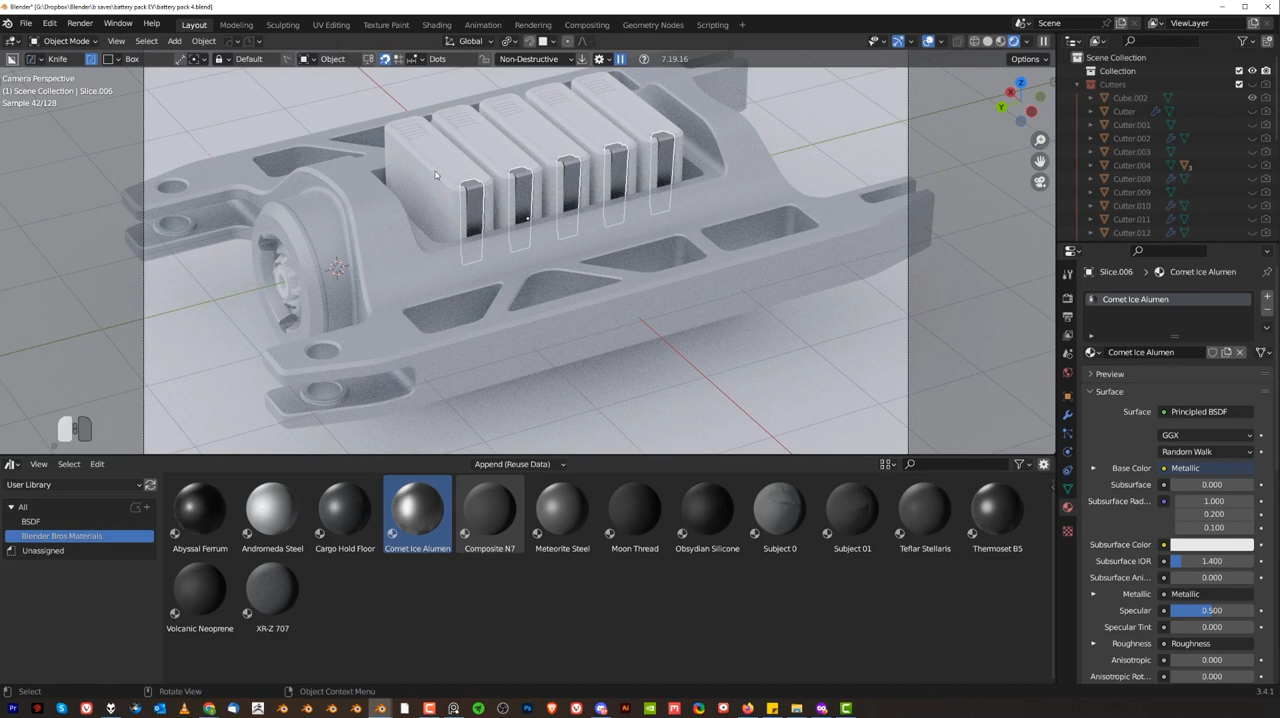 Blender* [G:\Dropbox\Blender\b saves\battery pack EV\battery pack 4.blend]
File Edit Render Window Help Layout Modeling Sculpting UV Editing Texture Paint Shading Animation Rendering Compositing Geometry Nodes Scripting + Scene ViewLayer
Object Mode View Select Add Object Global
Knife Box Default Object Dots Non-Destructive 7.19.16 Options
Camera Perspective
(1) Scene Collection | Slice.006
Sample 42/128
X
Y
Z
Scene Collection
Collection
Cutters
Cube.002
Cutter
Cutter.001
Cutter.002
Cutter.003
Cutter.004
3
Cutter.008
Cutter.009
Cutter.010
Cutter.011
Cutter.012
Slice.006 Comet Ice Alumen
Comet Ice Alumen
Comet Ice Alumen
Preview
Surface
Surface Principled BSDF
GGX
Random Walk
Base Color Metallic
Subsurface 0.000
Subsurface Rad... 1.000
0.200
0.100
Subsurface Color
Subsurface IOR 1.400
Subsurface Ani... 0.000
Metallic Metallic
Specular 0.500
Specular Tint 0.000
Roughness Roughness
Anisotropic 0.000
Anisotropic Rot... 0.000
View Select Edit Append (Reuse Data)
User Library
All
BSDF
Blender Bros Materials
Unassigned
Abyssal Ferrum Andromeda Steel Cargo Hold Floor Comet Ice Alumen Composite N7 Meteorite Steel Moon Thread Obsydian Silicone Subject 0 Subject 01 Teflar Stellaris Thermoset B5
Volcanic Neoprene XR-Z 707
Select Rotate View Object Context Menu 3.4.1